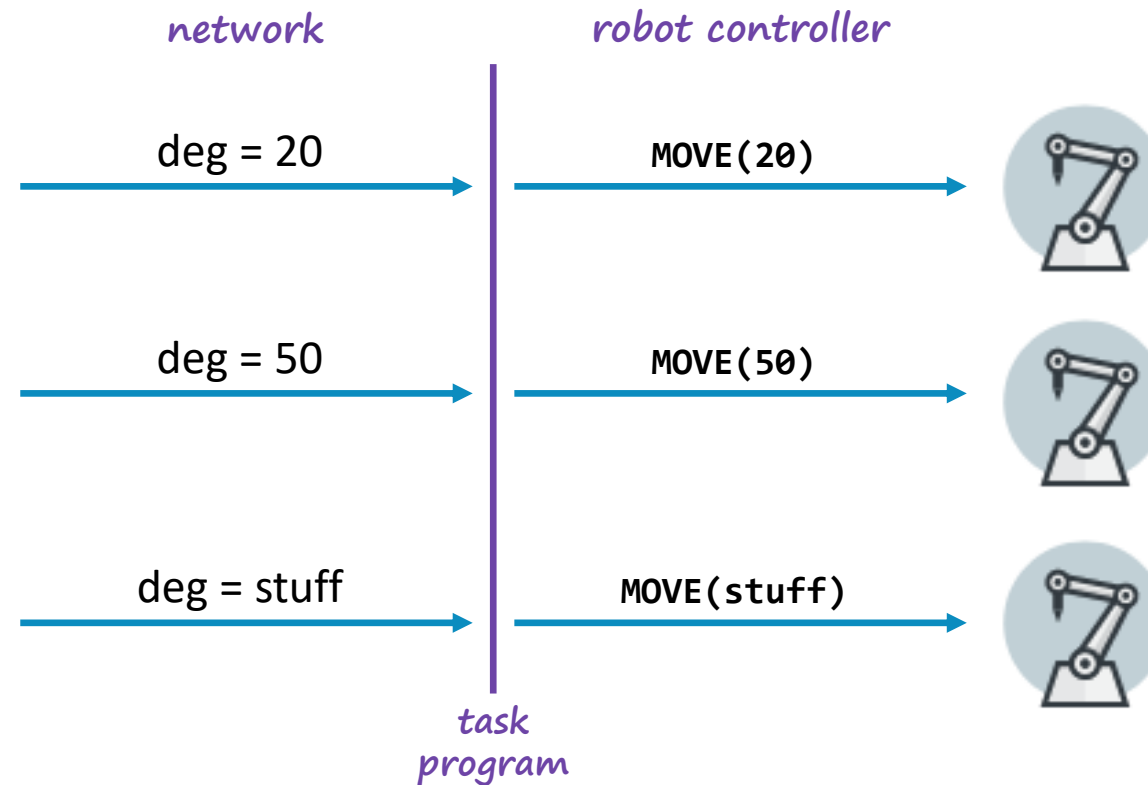 network
robot controller
deg = 20
MOVE(20)
deg = 50
MOVE(50)
deg = stuff
MOVE(stuff)
task
program